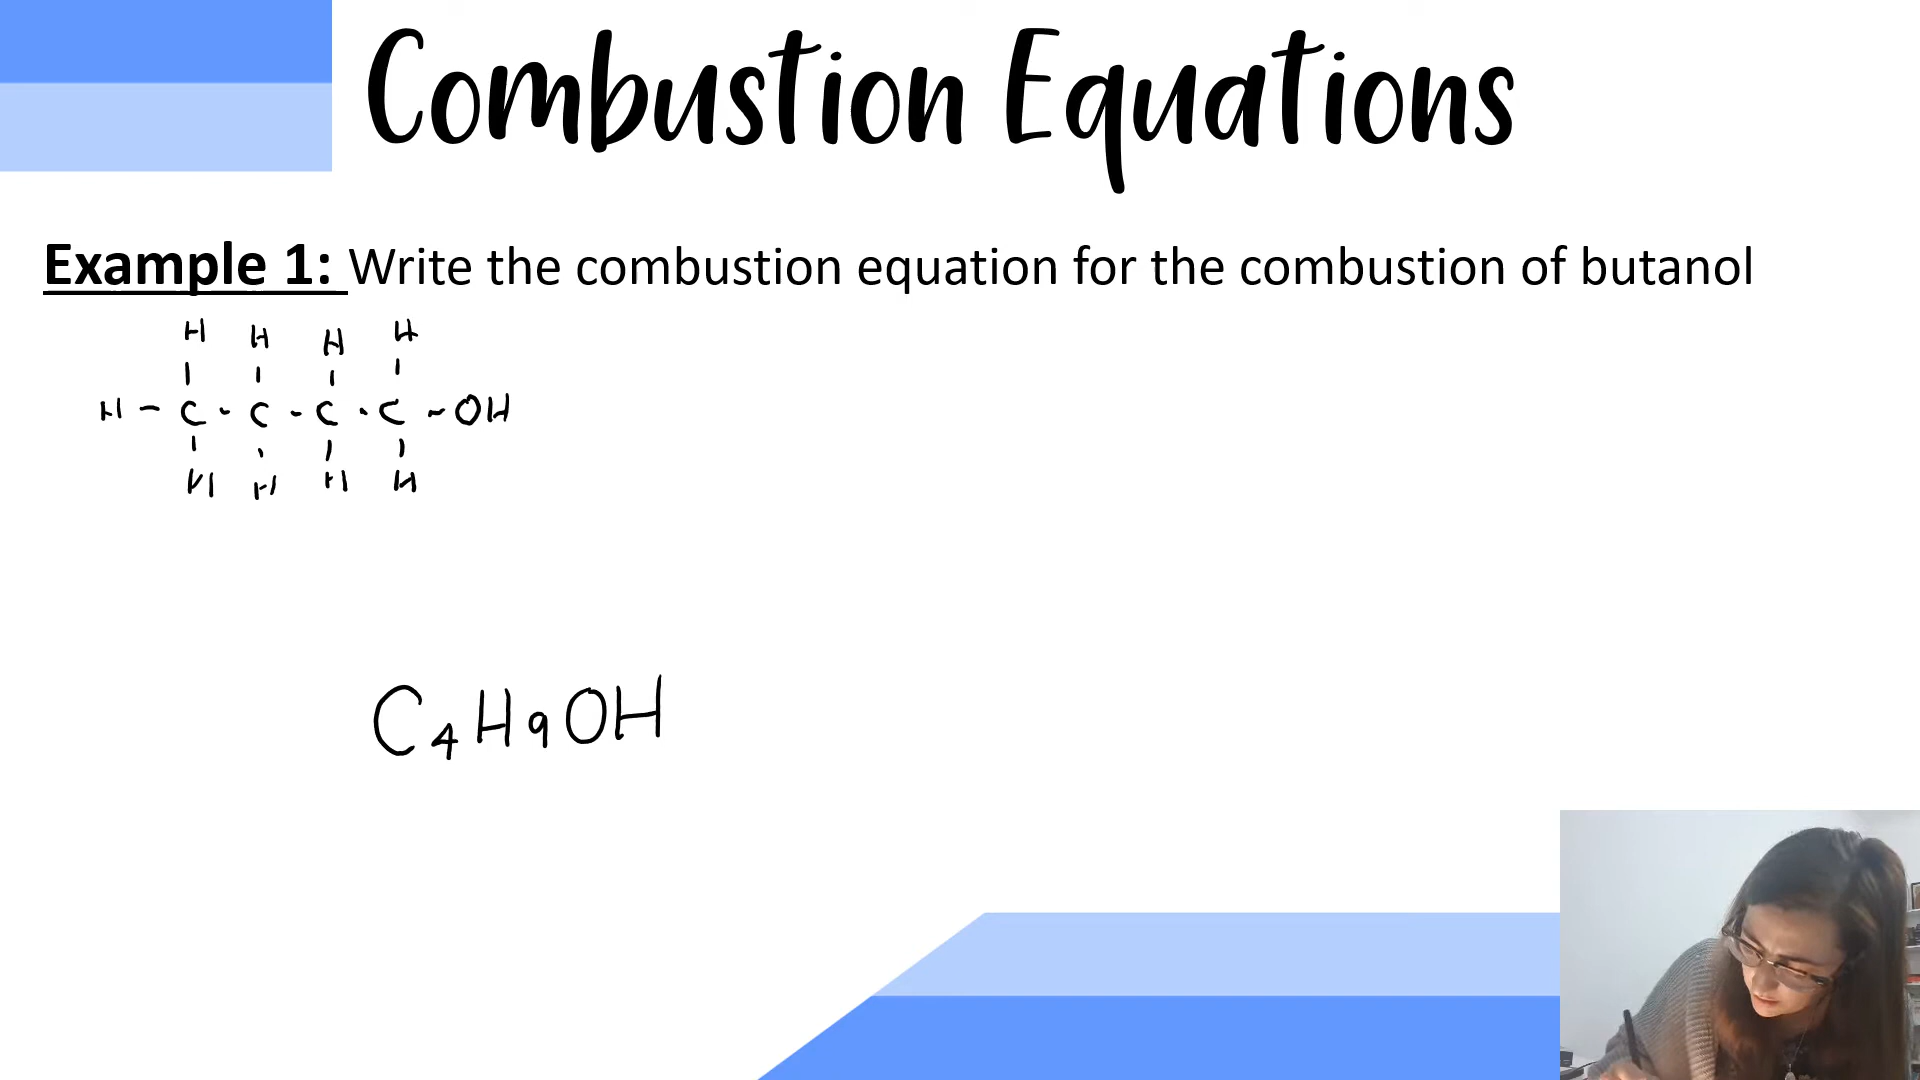 Combustion Equations
Example 1: Write the combustion equation for the combustion of butanol
H H H H
H - C - C - C - C - OH
H H H H
C4H9OH